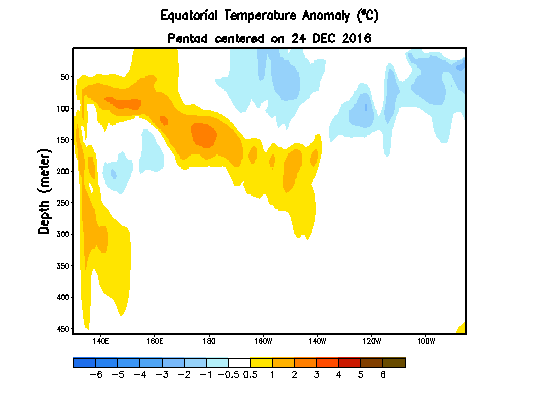 Equatorial Temperature Anomaly (°C)
Pentad centered on 24 DEC 2016
Depth (meter)
50
100
150
200
250
300
350
400
450
140E 160E 180 160W 140W 120W 100W
-6 -5 -4 -3 -2 -1 -0.5 0.5 1 2 3 4 5 6